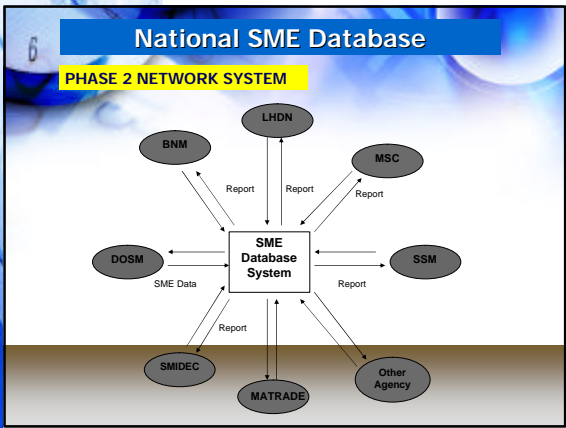 6
National SME Database
PHASE 2 NETWORK SYSTEM
LHDN
BNM
MSC
Report
Report
Report
SME
Database
System
DOSM
SSM
SME Data
Report
Report
SMIDEC
MATRADE
Other
Agency